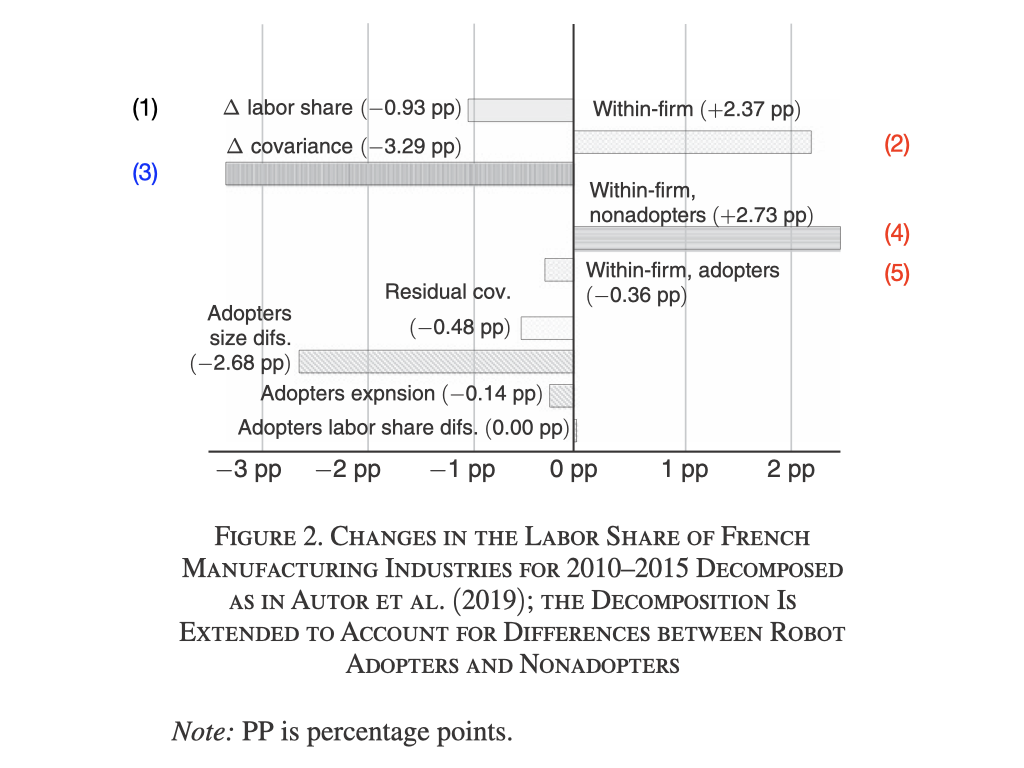 (1)
Δ labor share (−0.93 pp)
Within-firm (+2.37 pp)
(2)
Δ covariance (−3.29 pp)
(3)
Within-firm,
nonadopters (+2.73 pp)
(4)
Within-firm, adopters
(−0.36 pp)
(5)
Residual cov.
(−0.48 pp)
Adopters
size difs.
(−2.68 pp)
Adopters expnsion (−0.14 pp)
Adopters labor share difs. (0.00 pp)
−3 pp −2 pp −1 pp 0 pp 1 pp 2 pp
Figure 2. Changes in the Labor Share of French
Manufacturing Industries for 2010–2015 Decomposed
as in Autor et al. (2019); the Decomposition Is
Extended to Account for Differences between Robot
Adopters and Nonadopters
Note: PP is percentage points.